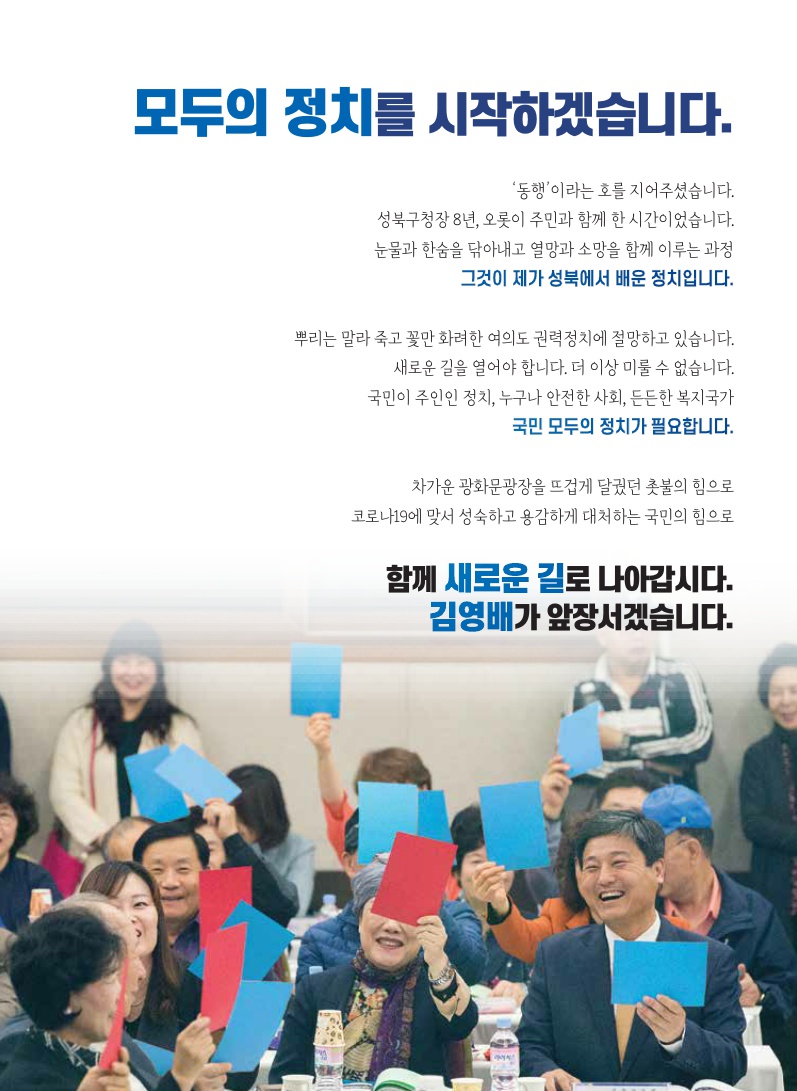 모두의 정치를 시작하겠습니다.
‘동행’이라는 호를 지어주셨습니다.
성북구청장 8년, 오롯이 주민과 함께 한 시간이었습니다.
눈물과 한숨을 닦아내고 열망과 소망을 함께 이루는 과정
그것이 제가 성북에서 배운 정치입니다.
뿌리는 말라 죽고 꽃만 화려한 여의도 권력정치에 절망하고 있습니다.
새로운 길을 열어야 합니다. 더 이상 미룰 수 없습니다.
국민이 주인인 정치, 누구나 안전한 사회, 든든한 복지국가
국민 모두의 정치가 필요합니다.
차가운 광화문광장을 뜨겁게 달궜던 촛불의 힘으로
코로나19에 맞서 성숙하고 용감하게 대처하는 국민의 힘으로
함께 새로운 길로 나아갑시다.
김영배가 앞장서겠습니다.